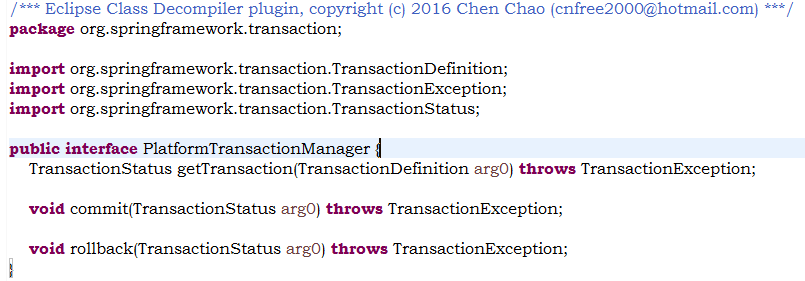 /*** Eclipse Class Decompiler plugin, copyright (c) 2016 Chen Chao (cnfree2000@hotmail.com) ***/
package org.springframework.transaction;
import org.springframework.transaction.TransactionDefinition;
import org.springframework.transaction.TransactionException;
import org.springframework.transaction.TransactionStatus;
public interface PlatformTransactionManager {
TransactionStatus getTransaction(TransactionDefinition arg0) throws TransactionException;
void commit(TransactionStatus arg0) throws TransactionException;
void rollback(TransactionStatus arg0) throws TransactionException;
}